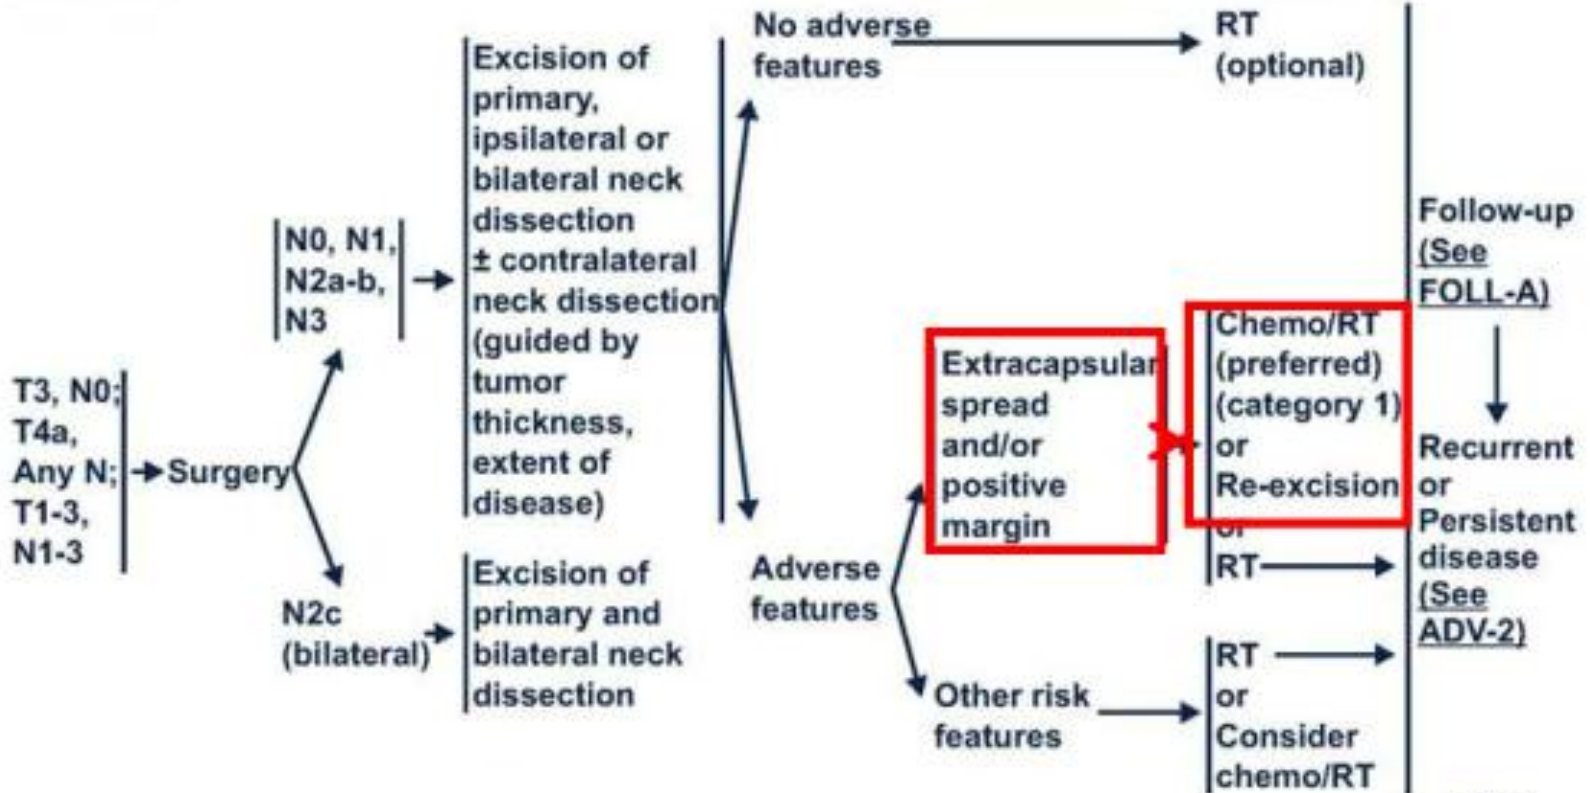 T3, N0;
T4a,
Any N;
T1-3,
N1-3
Surgery
N0, N1,
N2a-b,
N3
N2c
(bilateral)
Excision of
primary,
ipsilateral or
bilateral neck
dissection
± contralateral
neck dissection
(guided by
tumor
thickness,
extent of
disease)
Excision of
primary and
bilateral neck
dissection
No adverse
features
Adverse
features
RT
(optional)
Extracapsular
spread
and/or
positive
margin
Chemo/RT
(preferred)
(category 1)
or
Re-excision
or
RT
Other risk
features
RT
or
Consider
chemo/RT
Follow-up
(See
FOLL-A)
Recurrent
or
Persistent
disease
(See
ADV-2)